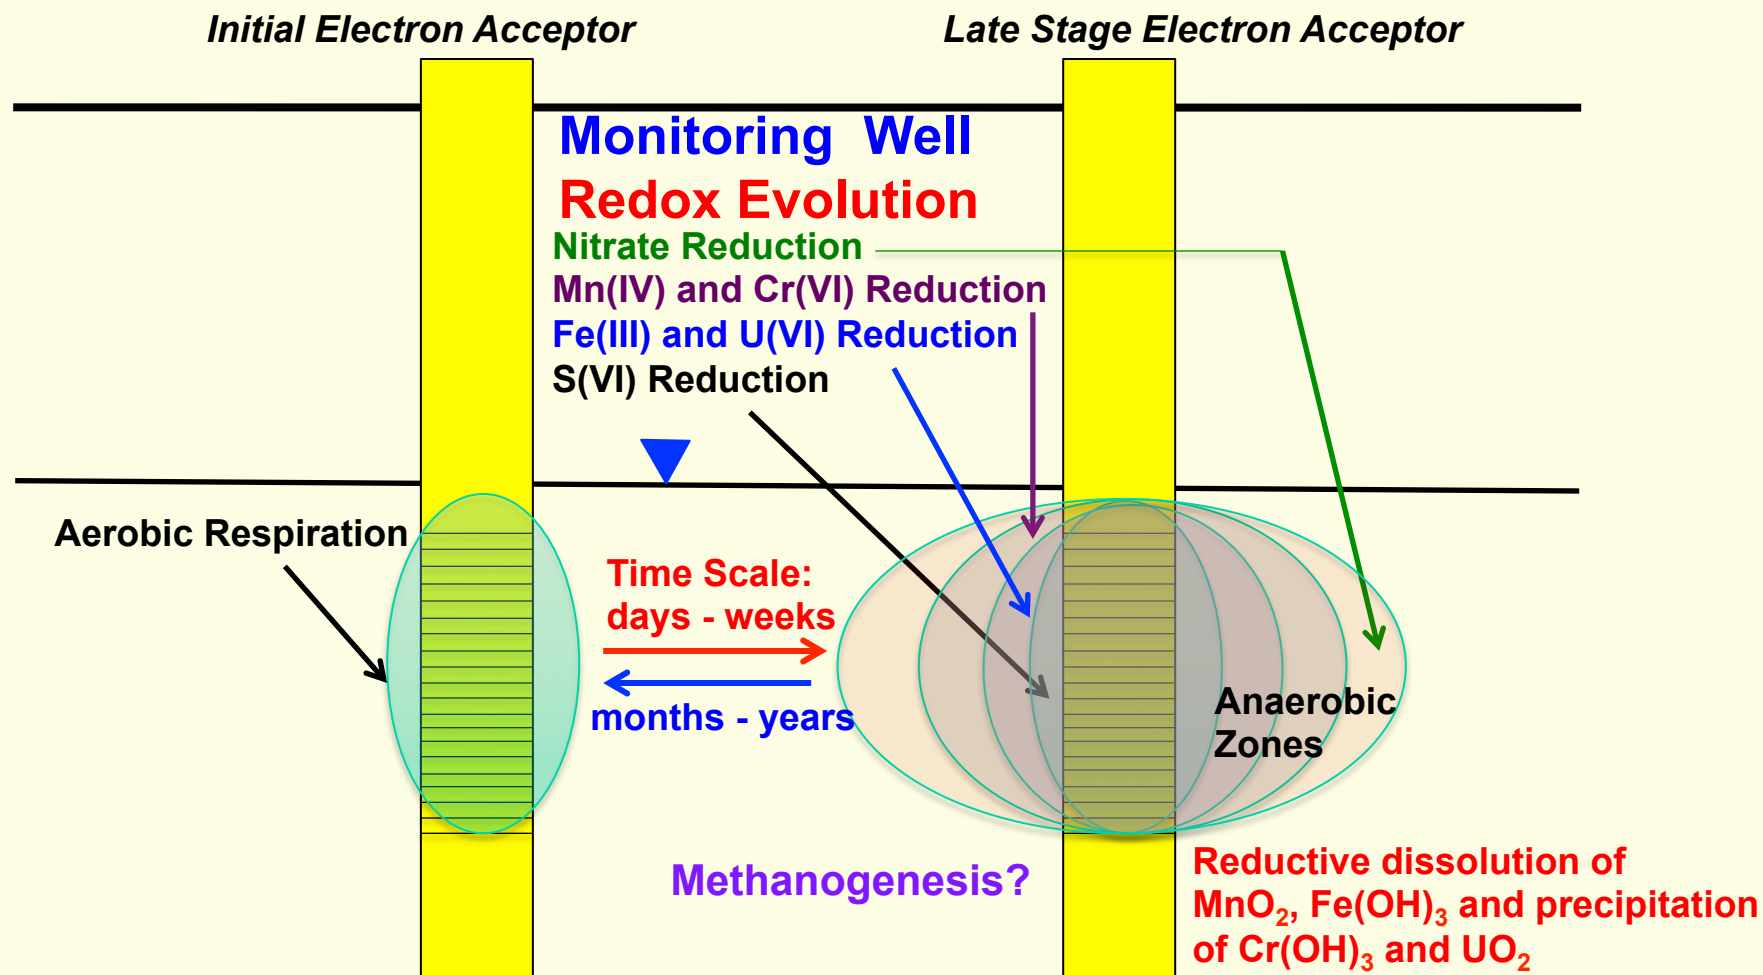 Initial Electron Acceptor
Late Stage Electron Acceptor
Monitoring Well
Redox Evolution
Nitrate Reduction
Mn(IV) and Cr(VI) Reduction
Fe(III) and U(VI) Reduction
S(VI) Reduction
Aerobic Respiration
Time Scale:
days - weeks
months - years
Anaerobic
Zones
Methanogenesis?
Reductive dissolution of
MnO₂, Fe(OH)₃ and precipitation
of Cr(OH)₃ and UO₂